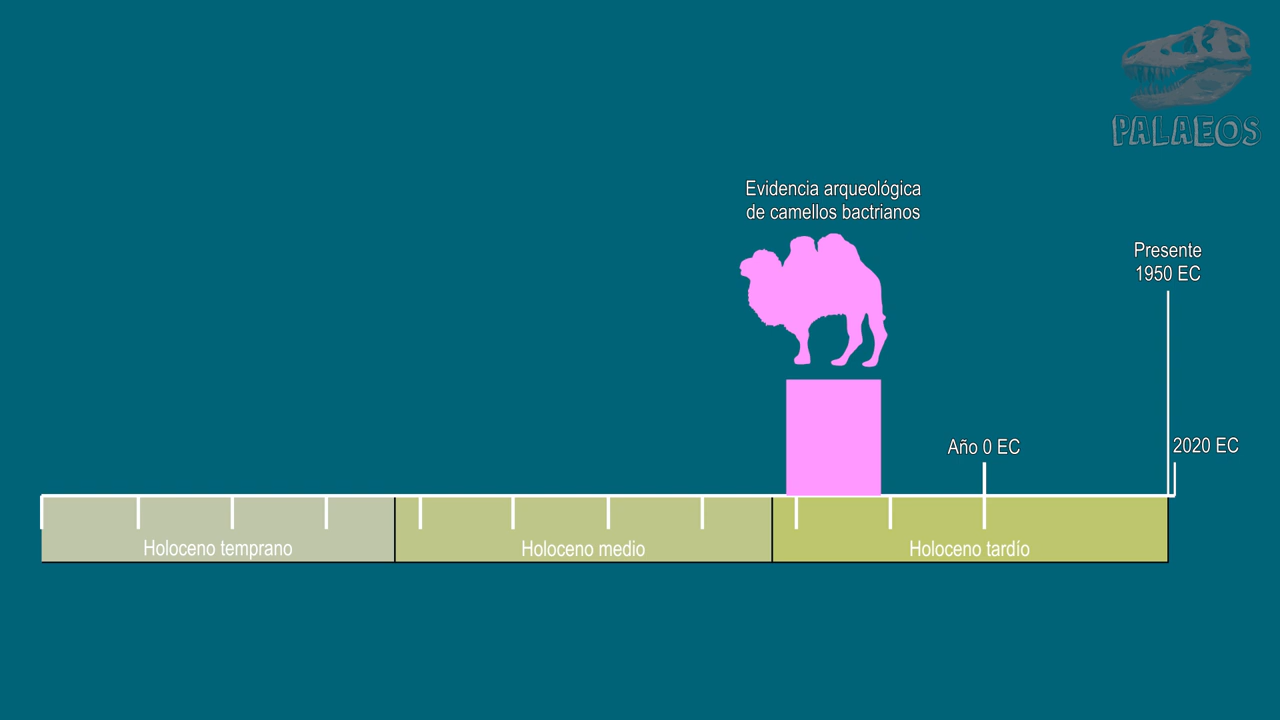 PALAEOS
Evidencia arqueológica
de camellos bactrianos
Presente
1950 EC
Año 0 EC
2020 EC
Holoceno temprano
Holoceno medio
Holoceno tardío